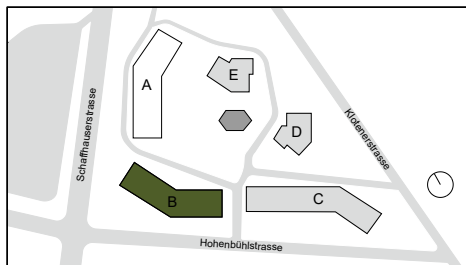 A
E
Schaffhauserstrasse
D
Klotenerstrasse
B
C
Hohenbühlstrasse